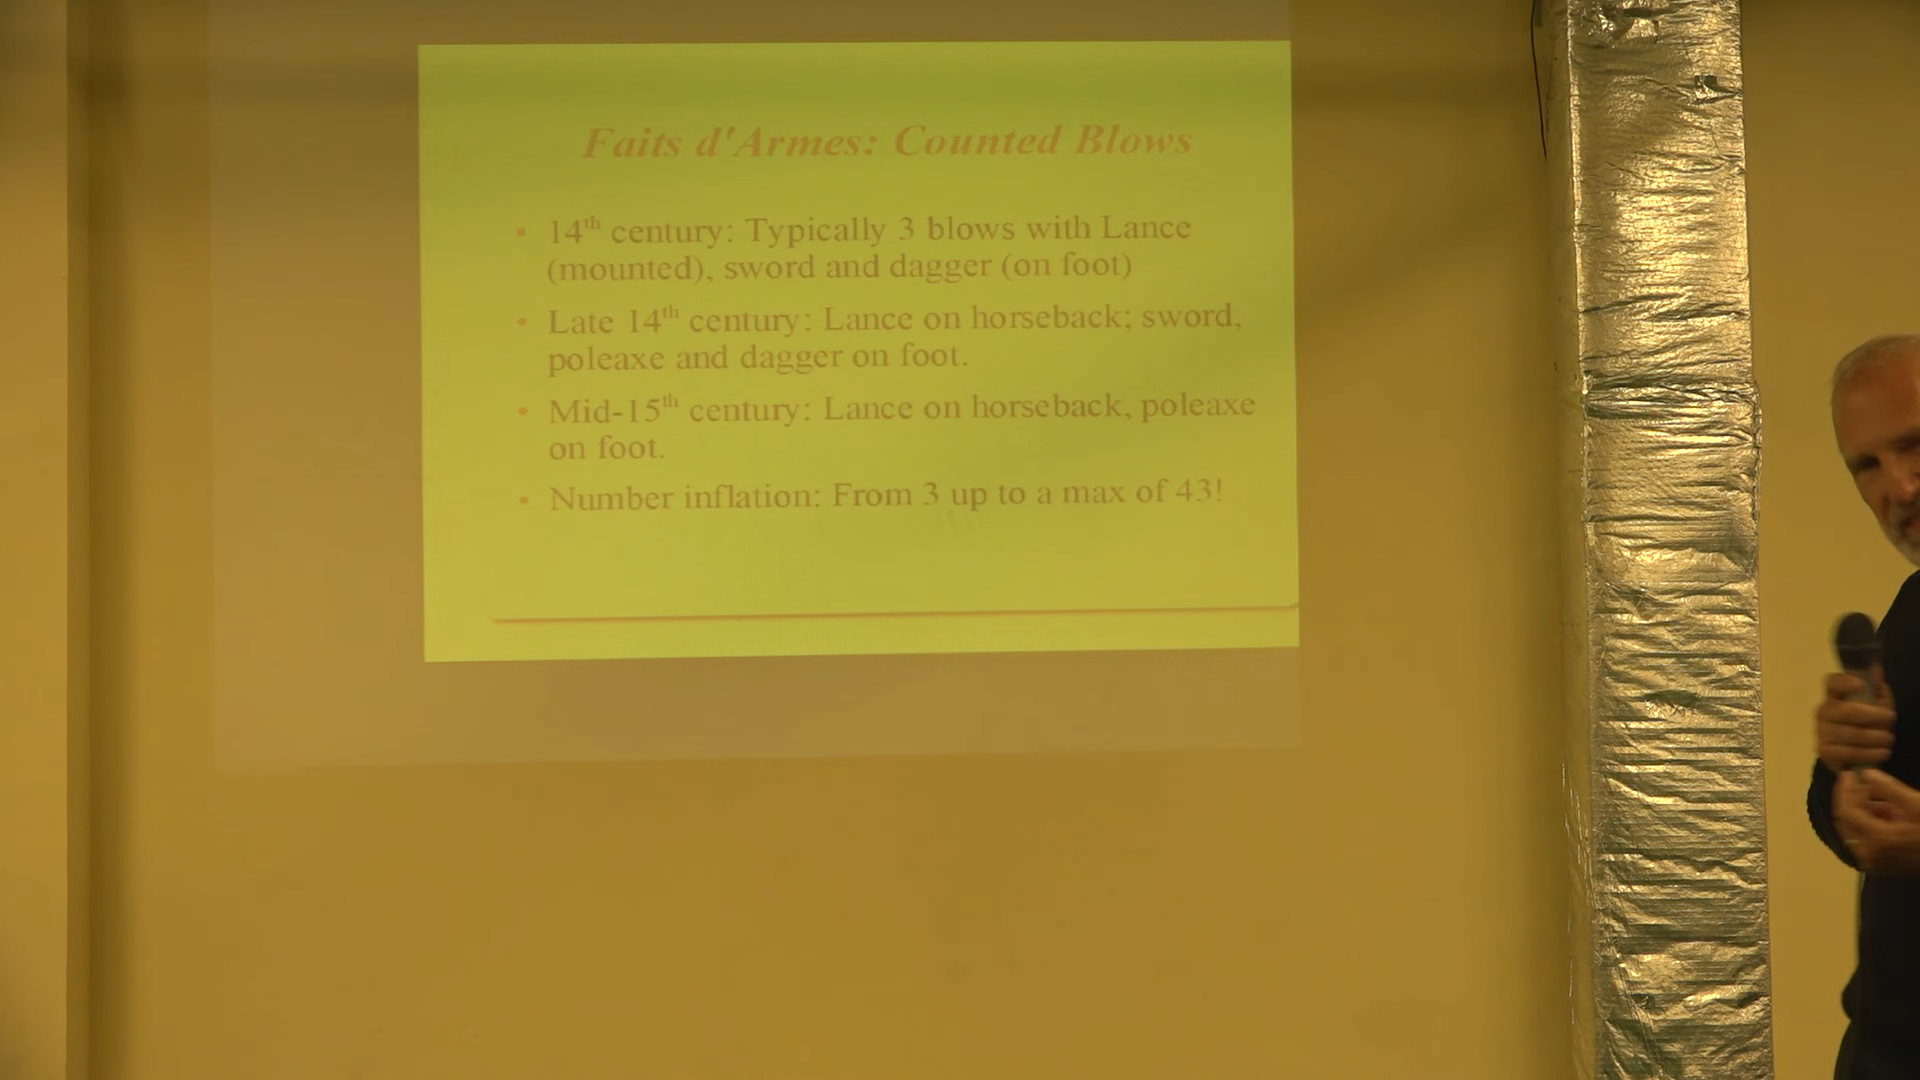 Faits d'Armes: Counted Blows
• 14th century: Typically 3 blows with Lance
(mounted), sword and dagger (on foot)
• Late 14th century: Lance on horseback; sword,
poleaxe and dagger on foot.
• Mid-15th century: Lance on horseback, poleaxe
on foot.
• Number inflation: From 3 up to a max of 43!